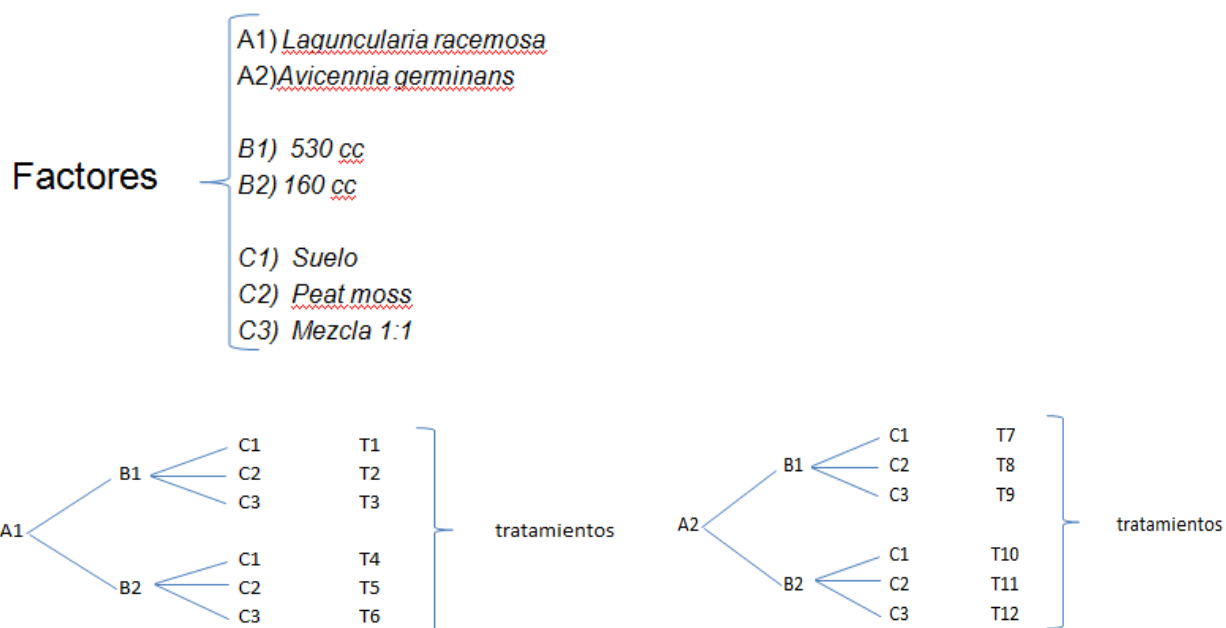 A1) Laguncularia racemosa
A2)Avicennia germinans
B1) 530 cc
B2) 160 cc
Factores
C1) Suelo
C2) Peat moss
C3) Mezcla 1:1
C1 T1
B1 C2 T2
C3 T3
A1 tratamientos
C1 T4
B2 C2 T5
C3 T6
C1 T7
B1 C2 T8
C3 T9
A2 tratamientos
C1 T10
B2 C2 T11
C3 T12